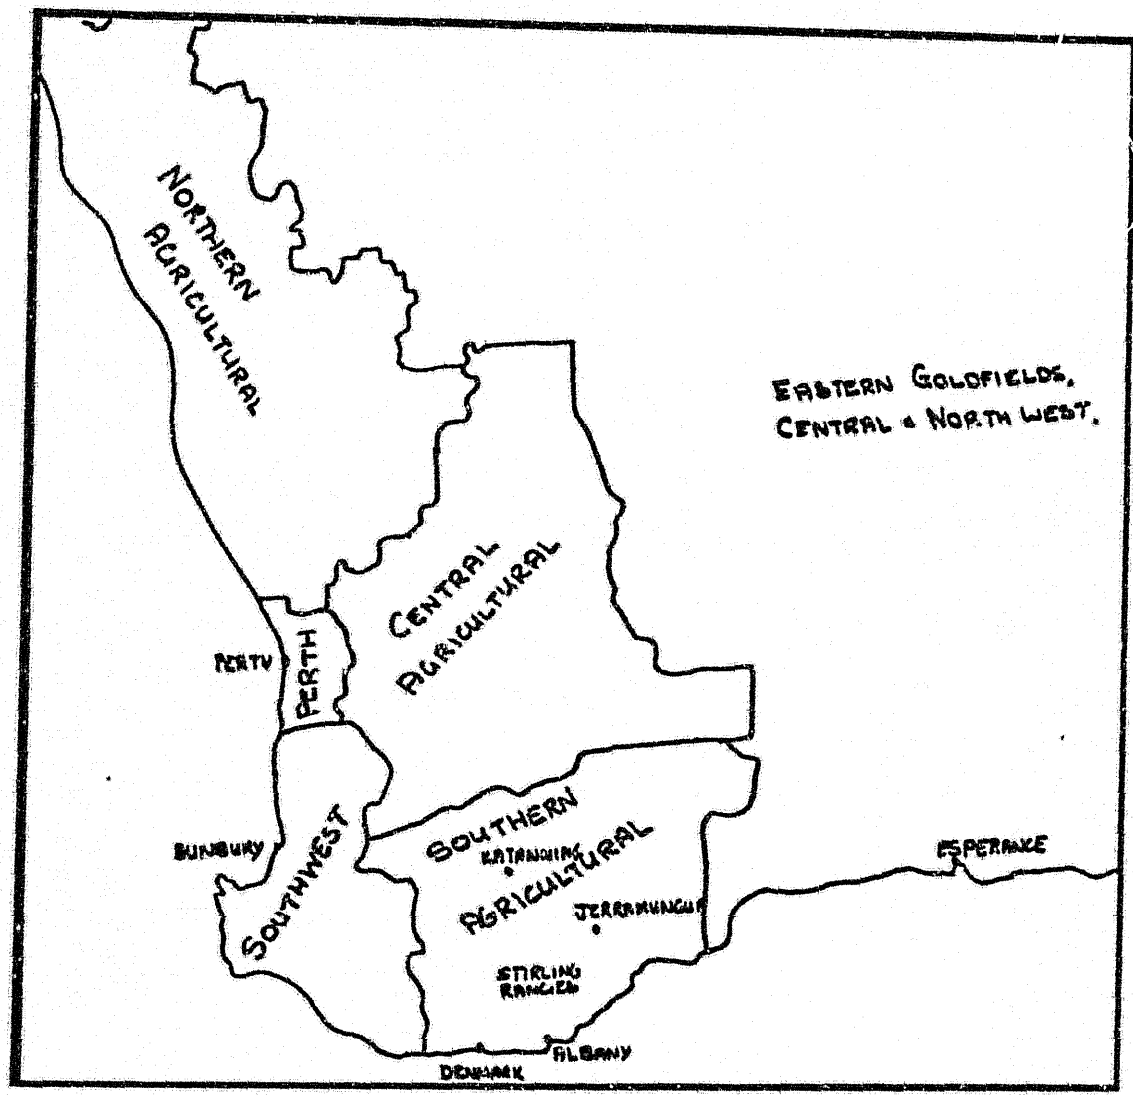 NORTHERN
AGRICULTURAL
EASTERN GOLDFIELDS,
CENTRAL & NORTH WEST.
CENTRAL
AGRICULTURAL
PERTH
PERTH
BUNBURY
SOUTHWEST
SOUTHERN
KATANNING
AGRICULTURAL
JERRAMUNGUP
STIRLING
RANGES
ESPERANCE
ALBANY
DENMARK